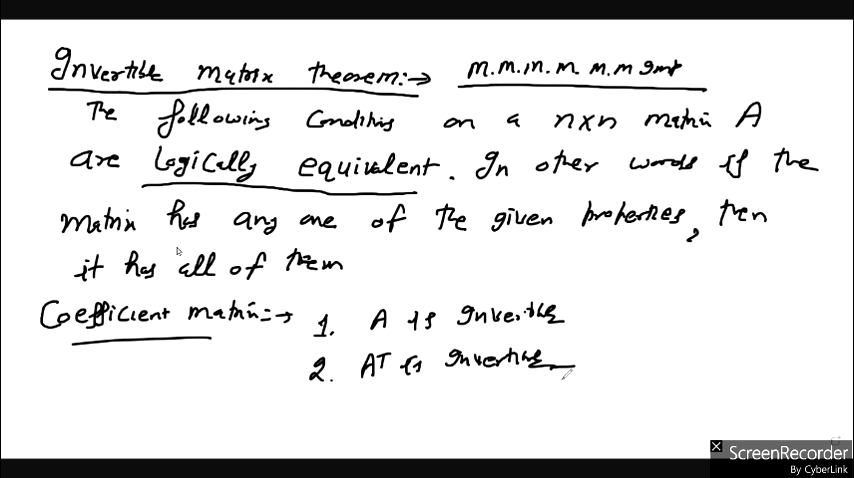 Invertible matrix theorem:→ m.m.m.m m.m Imt
The following Conditins on a nxn matrix A
are logically equivalent. In other words if the
matrix has any one of the given properties, then
it has all of them
Coefficient matrix:→ 1. A is Invertible
2. AT is Invertible
ScreenRecorder
By CyberLink